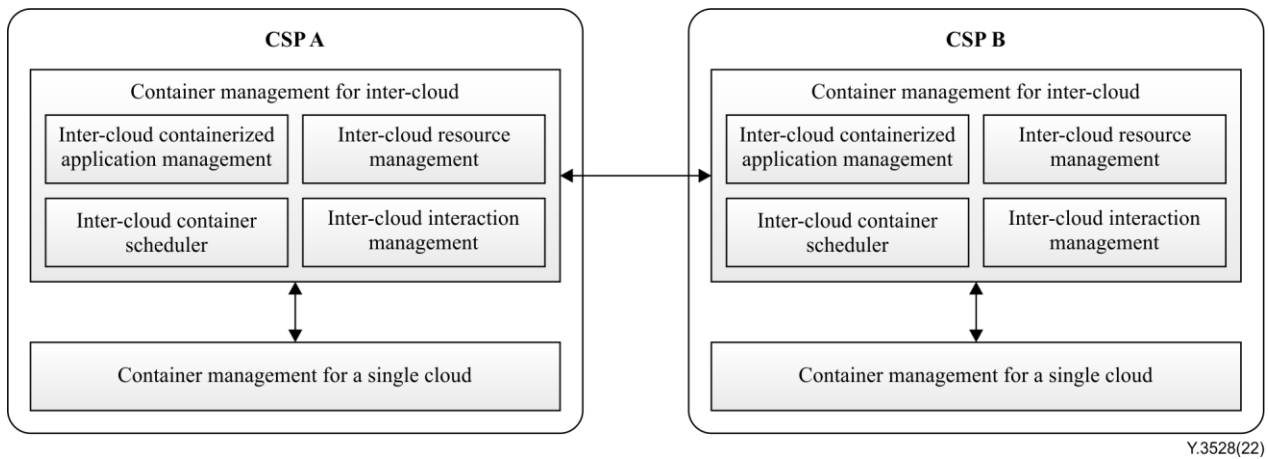 CSP A
Container management for inter-cloud
Inter-cloud containerized
application management
Inter-cloud resource
management
Inter-cloud container
scheduler
Inter-cloud interaction
management
Container management for a single cloud
CSP B
Container management for inter-cloud
Inter-cloud containerized
application management
Inter-cloud resource
management
Inter-cloud container
scheduler
Inter-cloud interaction
management
Container management for a single cloud
Y.3528(22)